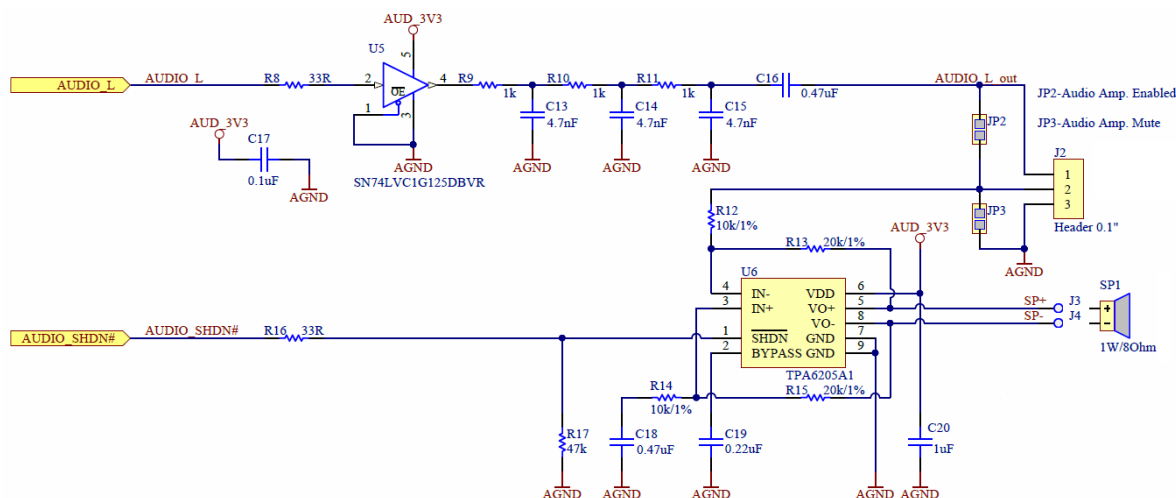 AUD_3V3
U5
AUDIO_L
AUDIO_L
R8
33R
2
5
OE
4
1
3
R9
1k
R10
1k
R11
1k
C16
0.47uF
AUDIO_L_out
JP2-Audio Amp. Enabled
C13
4.7nF
C14
4.7nF
C15
4.7nF
JP2
JP3-Audio Amp. Mute
AUD_3V3
C17
0.1uF
AGND
AGND
SN74LVC1G125DBVR
AGND
AGND
AGND
J2
1
2
3
Header 0.1"
JP3
AGND
R12
10k/1%
R13
20k/1%
AUD_3V3
U6
4
IN-
3
IN+
1
SHDN
2
BYPASS
VDD
6
VO+
5
VO-
8
GND
7
GND
9
TPA6205A1
SP+
J3
SP-
J4
SP1
+
-
1W/8Ohm
AUDIO_SHDN#
AUDIO_SHDN#
R16
33R
R14
10k/1%
R15
20k/1%
R17
47k
C18
0.47uF
C19
0.22uF
C20
1uF
AGND
AGND
AGND
AGND
AGND